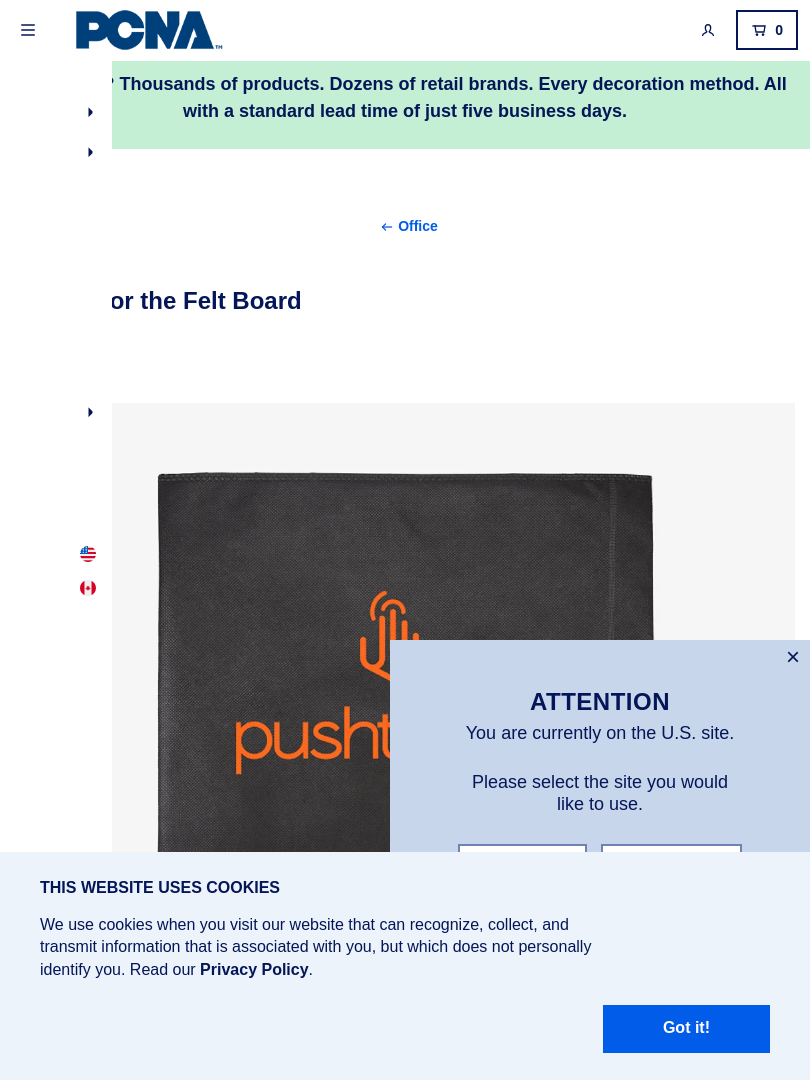 PCNA™
0
? Thousands of products. Dozens of retail brands. Every decoration method. All
with a standard lead time of just five business days.
← Office
or the Felt Board
pusht
ATTENTION
You are currently on the U.S. site.
Please select the site you would
like to use.
THIS WEBSITE USES COOKIES
We use cookies when you visit our website that can recognize, collect, and
transmit information that is associated with you, but which does not personally
identify you. Read our Privacy Policy.
Got it!